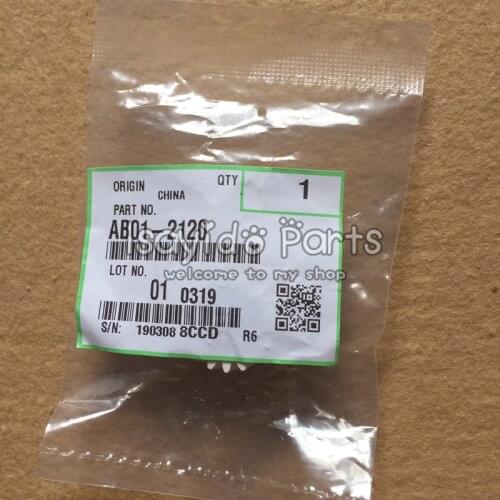 ORIGIN CHINA QTY 1
PART NO.
AB01-2120
Isayido Parts
LOT NO.
welcome to my shop
01 0319
S/N: 190308 8CCD R6